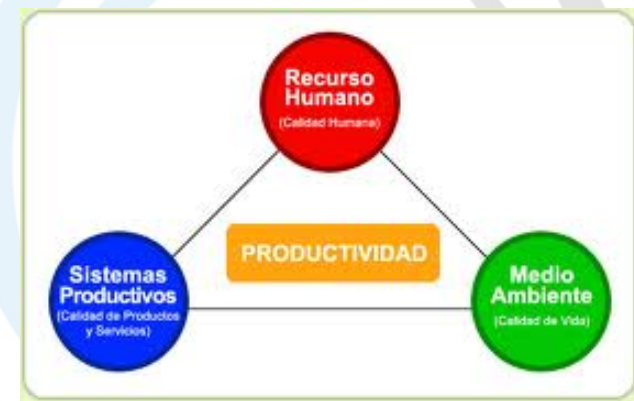 Recurso
Humano
(Calidad Humana)
PRODUCTIVIDAD
Sistemas
Productivos
(Calidad de Productos
y Servicios)
Medio
Ambiente
(Calidad de Vida)